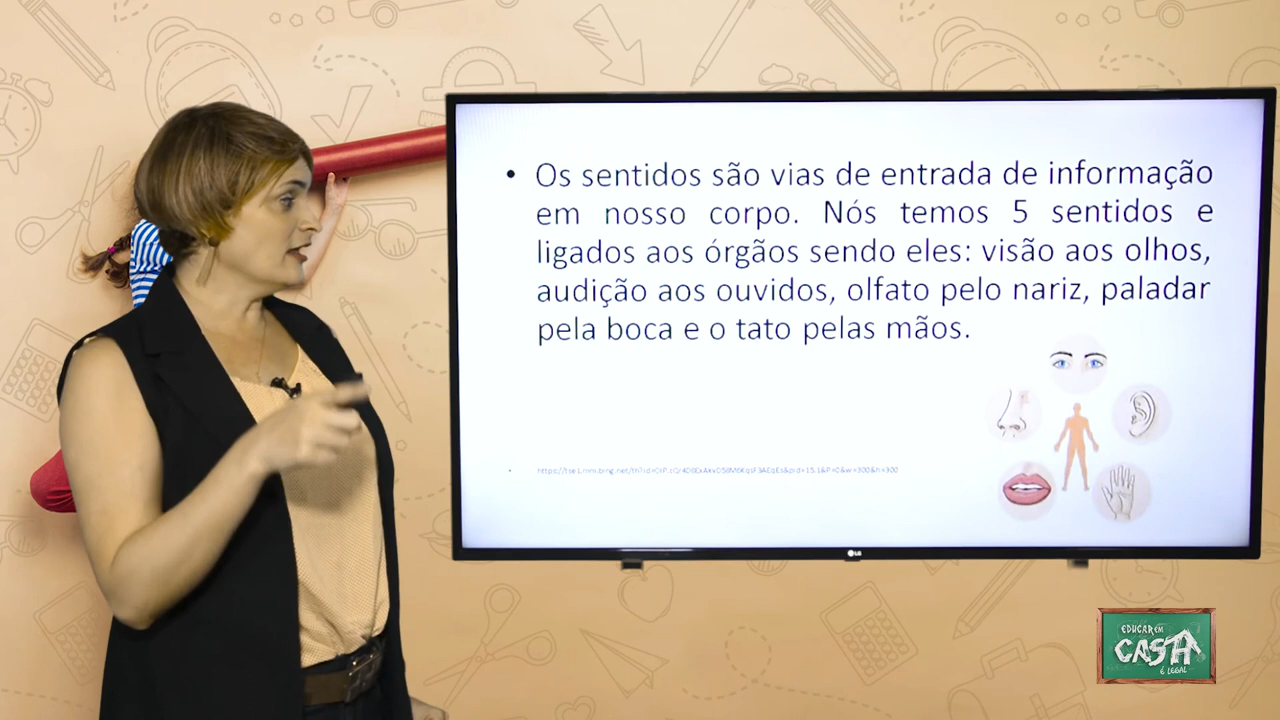 • Os sentidos são vias de entrada de informação
em nosso corpo. Nós temos 5 sentidos e
ligados aos órgãos sendo eles: visão aos olhos,
audição aos ouvidos, olfato pelo nariz, paladar
pela boca e o tato pelas mãos.
LG
EDUCAR EM
CASA
É LEGAL